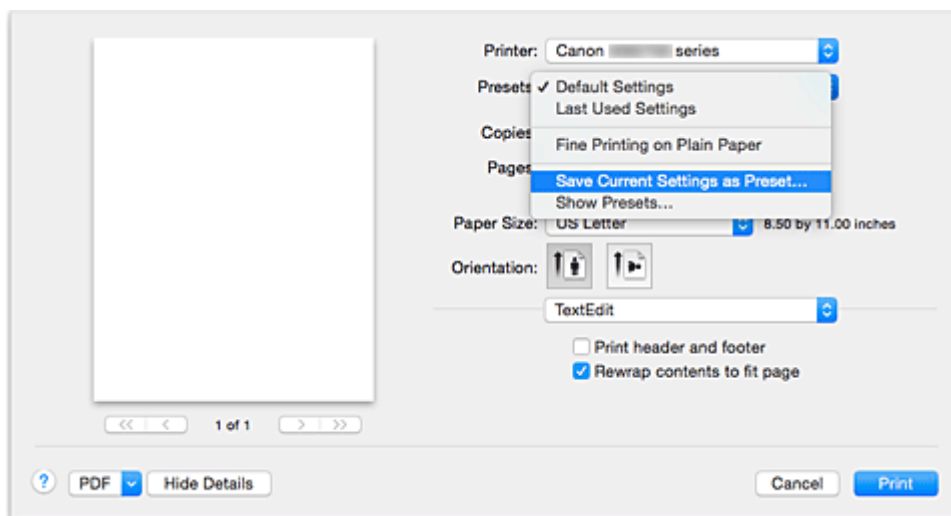 Printer: Canon series
Presets ✓ Default Settings
Last Used Settings
Fine Printing on Plain Paper
Save Current Settings as Preset...
Show Presets...
Copies
Pages
Paper Size: US Letter 8.50 by 11.00 inches
Orientation:
TextEdit
Print header and footer
Rewrap contents to fit page
1 of 1
? PDF Hide Details Cancel Print